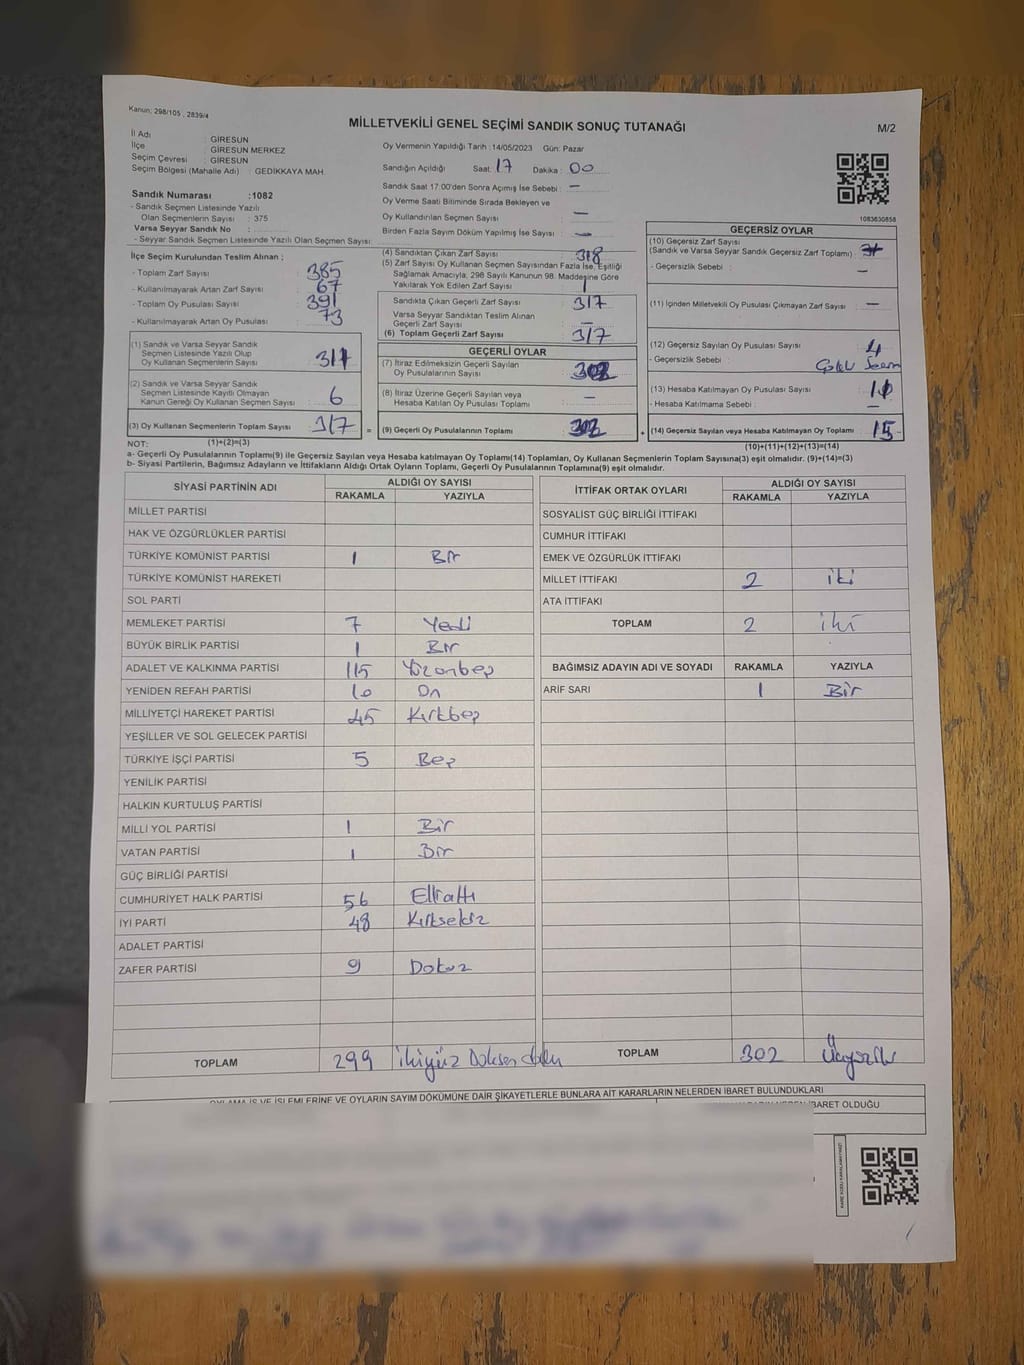 Kanun: 298/105 , 2839/4
MİLLETVEKİLİ GENEL SEÇİMİ SANDIK SONUÇ TUTANAĞI
M/2
İl Adı : GİRESUN
İlçe : GİRESUN MERKEZ
Seçim Çevresi : GİRESUN
Seçim Bölgesi (Mahalle Adı) : GEDİKKAYA MAH.
Sandık Numarası :1082
- Sandık Seçmen Listesinde Yazılı
Olan Seçmenlerin Sayısı : 375
Varsa Seyyar Sandık No :
- Seyyar Sandık Seçmen Listesinde Yazılı Olan Seçmen Sayısı:
İlçe Seçim Kurulundan Teslim Alınan ;
- Toplam Zarf Sayısı : 385
- Kullanılmayarak Artan Zarf Sayısı : 67
- Toplam Oy Pusulası Sayısı : 391
- Kullanılmayarak Artan Oy Pusulası : 73
(1) Sandık ve Varsa Seyyar Sandık
Seçmen Listesinde Yazılı Olup
Oy Kullanan Seçmenlerin Sayısı : 311
(2) Sandık ve Varsa Seyyar Sandık
Seçmen Listesinde Kayıtlı Olmayan
Kanun Gereği Oy Kullanan Seçmen Sayısı : 6
(3) Oy Kullanan Seçmenlerin Toplam Sayısı : 317
(1)+(2)=(3)
Oy Vermenin Yapıldığı Tarih :14/05/2023 Gün: Pazar
Sandığın Açıldığı Saat: 17 Dakika : 00
Sandık Saat 17.00'den Sonra Açılmış İse Sebebi : —
Oy Verme Saati Bitiminde Sırada Bekleyen ve
Oy Kullandırılan Seçmen Sayısı : —
Birden Fazla Sayım Döküm Yapılmış İse Sayısı : —
(4) Sandıktan Çıkan Zarf Sayısı : 318
(5) Zarf Sayısı Oy Kullanan Seçmen Sayısından Fazla İse, Eşitliği
Sağlamak Amacıyla, 298 Sayılı Kanunun 98. Maddesine Göre
Yakılarak Yok Edilen Zarf Sayısı : 1
Sandıkta Çıkan Geçerli Zarf Sayısı : 317
Varsa Seyyar Sandıktan Teslim Alınan
Geçerli Zarf Sayısı : —
(6) Toplam Geçerli Zarf Sayısı : 317
GEÇERLİ OYLAR
(7) İtiraz Edilmeksizin Geçerli Sayılan
Oy Pusulalarının Sayısı : 302
(8) İtiraz Üzerine Geçerli Sayılan veya
Hesaba Katılan Oy Pusulası Toplamı : —
= (9) Geçerli Oy Pusulalarının Toplamı : 302
1083630858
GEÇERSİZ OYLAR
(10) Geçersiz Zarf Sayısı
(Sandık ve Varsa Seyyar Sandık Geçersiz Zarf Toplamı) :
- Geçersizlik Sebebi : —
(11) İçinden Milletvekili Oy Pusulası Çıkmayan Zarf Sayısı : —
(12) Geçersiz Sayılan Oy Pusulası Sayısı : 4
- Geçersizlik Sebebi :
(13) Hesaba Katılmayan Oy Pusulası Sayısı : 11
- Hesaba Katılmama Sebebi : —
+ (14) Geçersiz Sayılan veya Hesaba Katılmayan Oy Toplamı : 15
(10)+(11)+(12)+(13)=(14)
NOT:
a- Geçerli Oy Pusulalarının Toplamı(9) ile Geçersiz Sayılan veya Hesaba katılmayan Oy Toplamı(14) Toplamları, Oy Kullanan Seçmenlerin Toplam Sayısına(3) eşit olmalıdır. (9)+(14)=(3)
b- Siyasi Partilerin, Bağımsız Adayların ve İttifakların Aldığı Ortak Oyların Toplamı, Geçerli Oy Pusulalarının Toplamına(9) eşit olmalıdır.
SİYASİ PARTİNİN ADI ALDIĞI OY SAYISI
RAKAMLA YAZIYLA
MİLLET PARTİSİ
HAK VE ÖZGÜRLÜKLER PARTİSİ
TÜRKİYE KOMÜNİST PARTİSİ 1 Bir
TÜRKİYE KOMÜNİST HAREKETİ
SOL PARTİ
MEMLEKET PARTİSİ 7 Yedi
BÜYÜK BİRLİK PARTİSİ 1 Bir
ADALET VE KALKINMA PARTİSİ 115 Yüzonbeş
YENİDEN REFAH PARTİSİ 10 On
MİLLİYETÇİ HAREKET PARTİSİ 45 Kırkbeş
YEŞİLLER VE SOL GELECEK PARTİSİ
TÜRKİYE İŞÇİ PARTİSİ 5 Beş
YENİLİK PARTİSİ
HALKIN KURTULUŞ PARTİSİ
MİLLİ YOL PARTİSİ 1 Bir
VATAN PARTİSİ 1 Bir
GÜÇ BİRLİĞİ PARTİSİ
CUMHURİYET HALK PARTİSİ 56 Ellialtı
İYİ PARTİ 48 Kırksekiz
ADALET PARTİSİ
ZAFER PARTİSİ 9 Dokuz
TOPLAM 299 ikiyüz Doksan dokuz
İTTİFAK ORTAK OYLARI ALDIĞI OY SAYISI
RAKAMLA YAZIYLA
SOSYALİST GÜÇ BİRLİĞİ İTTİFAKI
CUMHUR İTTİFAKI
EMEK VE ÖZGÜRLÜK İTTİFAKI
MİLLET İTTİFAKI 2 iki
ATA İTTİFAKI
TOPLAM 2 iki
BAĞIMSIZ ADAYIN ADI VE SOYADI RAKAMLA YAZIYLA
ARİF SARI 1 Bir
TOPLAM 302 Üçyüziki
OYLAMA İŞ VE İŞLEMLERİNE VE OYLARIN SAYIM DÖKÜMÜNE DAİR ŞİKAYETLERLE BUNLARA AİT KARARLARIN NELERDEN İBARET BULUNDUKLARI
İBARET OLDUĞU